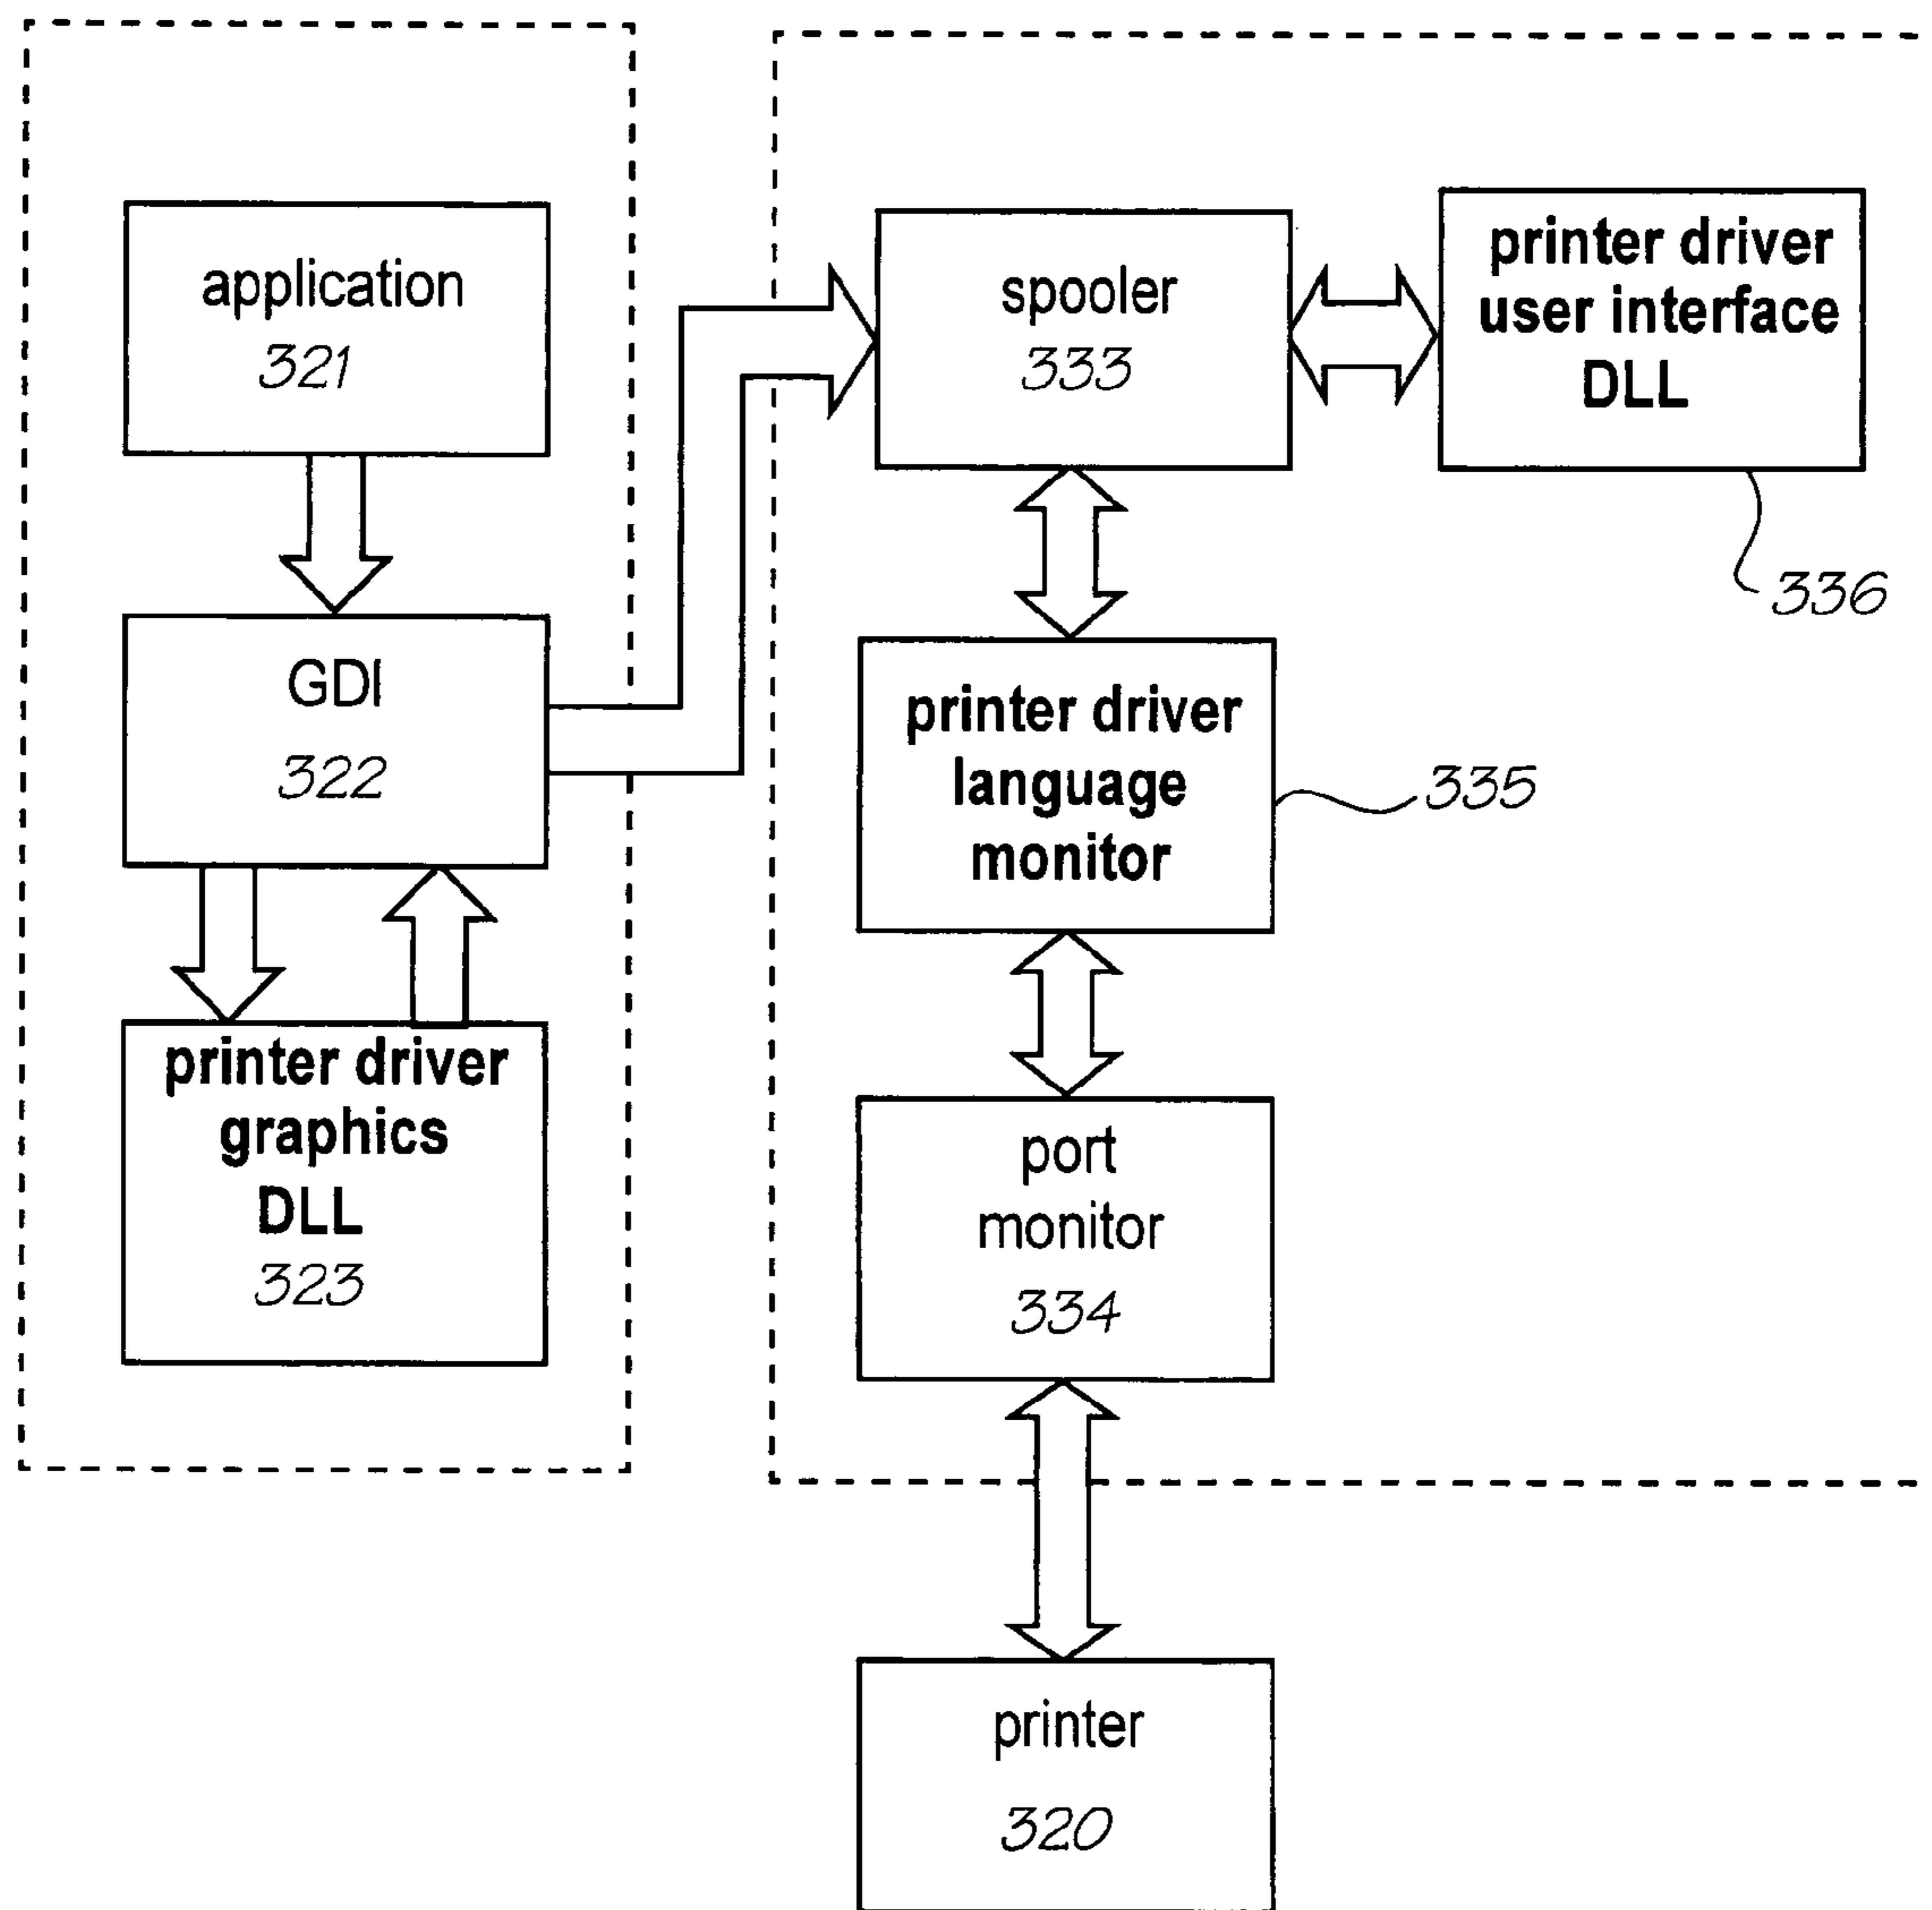 application
321
GDI
322
printer driver
graphics
DLL
323
spooler
333
printer driver
user interface
DLL
336
printer driver
language
monitor
335
port
monitor
334
printer
320